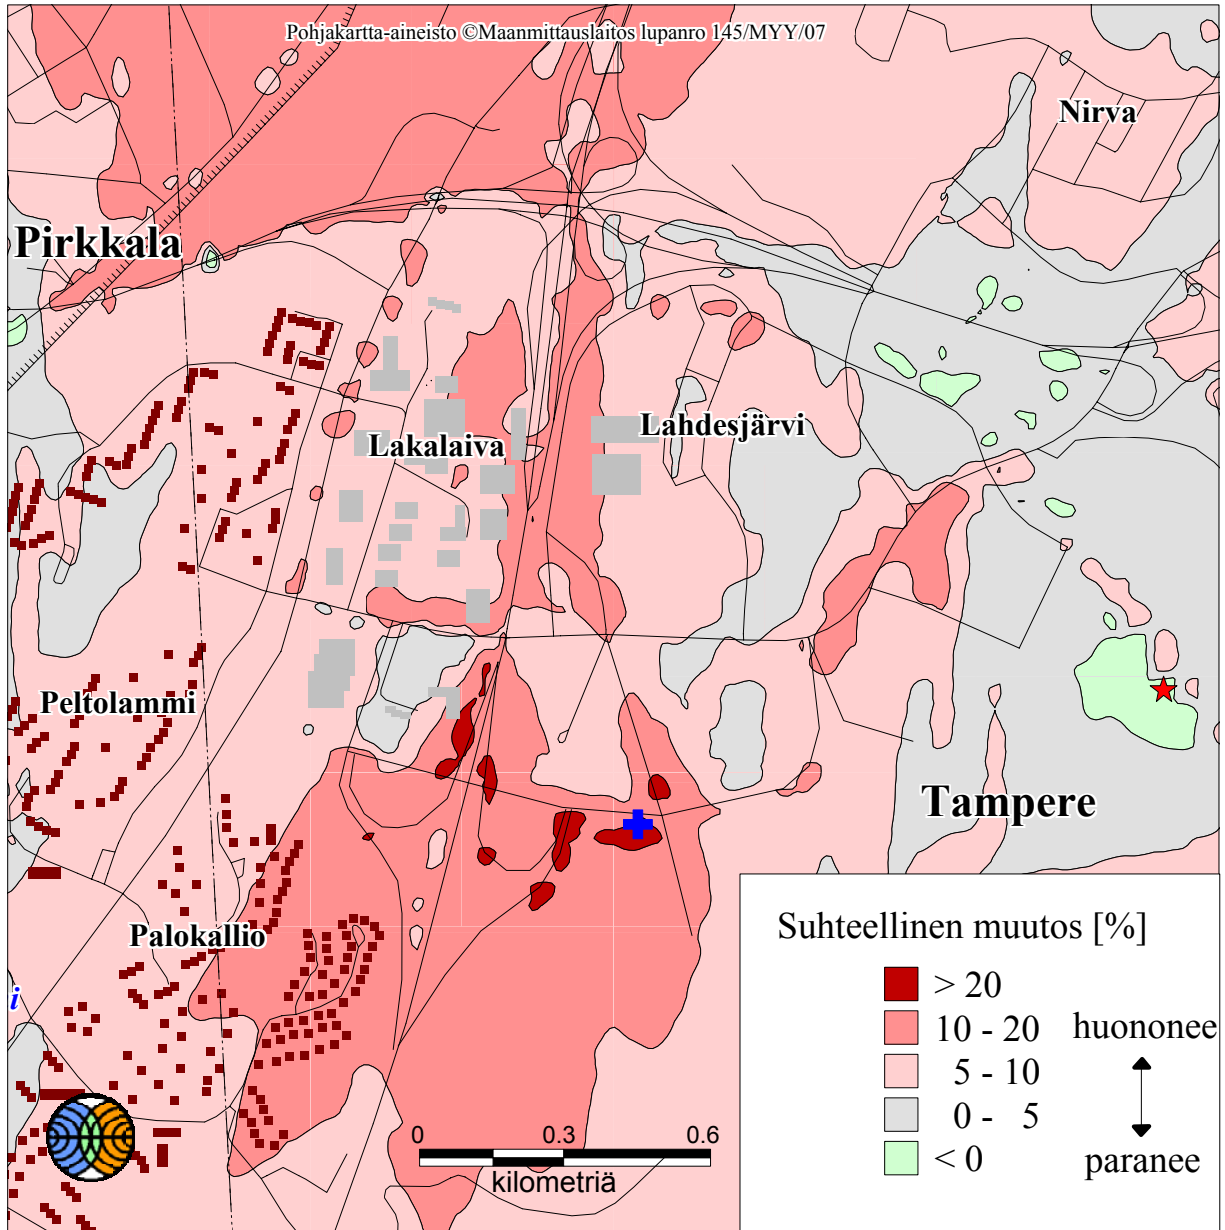 Pohjakartta-aineisto ©Maanmittauslaitos lupanro 145/MYY/07
Nirva
Pirkkala
Lahdesjärvi
Lakalaiva
Peltolammi
Tampere
Palokallio
i
Suhteellinen muutos [%]
> 20
10 - 20
huononee
5 - 10
0 - 5
< 0
paranee
0 0.3 0.6
kilometriä